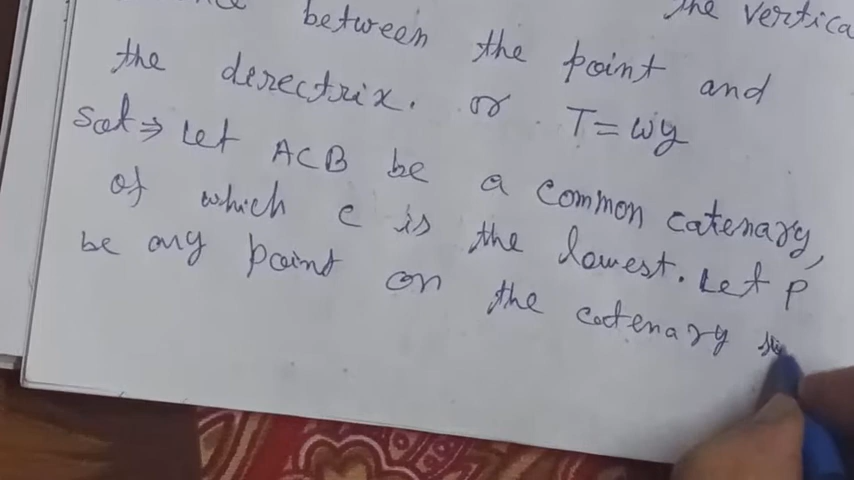 between the vertica
the derectrix. the point and
or T = wy
Sol⇒ Let ACB be a common catenary,
of which c is the lowest. Let P
be any point on the catenary